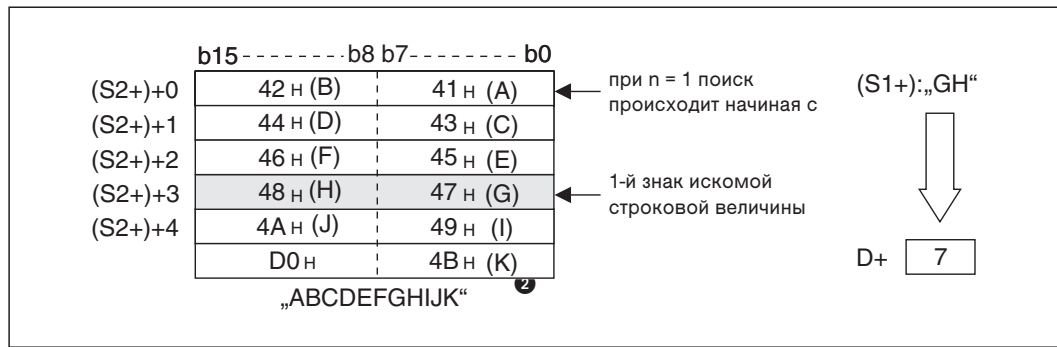 b15 - - - - - - - - b8 b7 - - - - - - - - b0
(S2+)+0 42 H (B) 41 H (A) при n = 1 поиск происходит начиная с (S1+):„GH“
(S2+)+1 44 H (D) 43 H (C)
(S2+)+2 46 H (F) 45 H (E)
(S2+)+3 48 H (H) 47 H (G) 1-й знак искомой строковой величины
(S2+)+4 4A H (J) 49 H (I)
D0 H 4B H (K) D+ 7
2
„ABCDEFGHIJK“